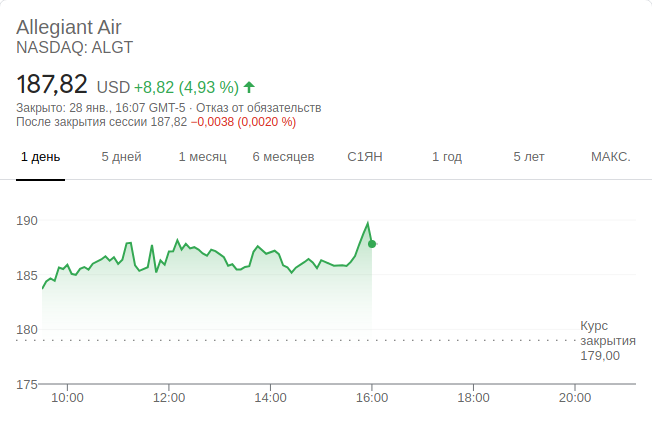 Allegiant Air
NASDAQ: ALGT
187,82 USD +8,82 (4,93 %)
Закрыто: 28 янв., 16:07 GMT-5 · Отказ от обязательств
После закрытия сессии 187,82 −0,0038 (0,0020 %)
1 день 5 дней 1 месяц 6 месяцев С1ЯН 1 год 5 лет МАКС.
190
185
180
Курс
закрытия
179,00
175
10:00 12:00 14:00 16:00 18:00 20:00